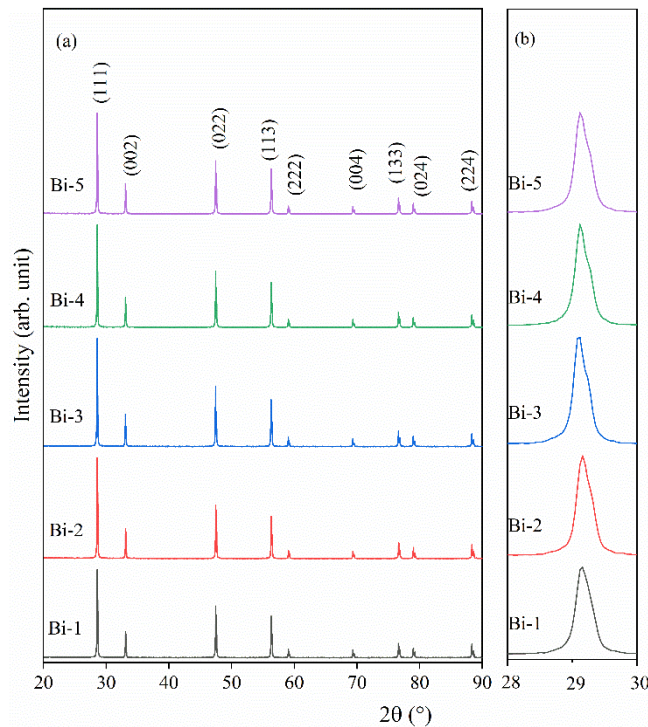 (a)
(b)
(111)
(002)
(022)
(113)
(222)
(004)
(133)
(024)
(224)
Bi-5
Bi-4
Bi-3
Bi-2
Bi-1
Bi-5
Bi-4
Bi-3
Bi-2
Bi-1
Intensity (arb. unit)
20 30 40 50 60 70 80 90
28 29 30
2θ (°)